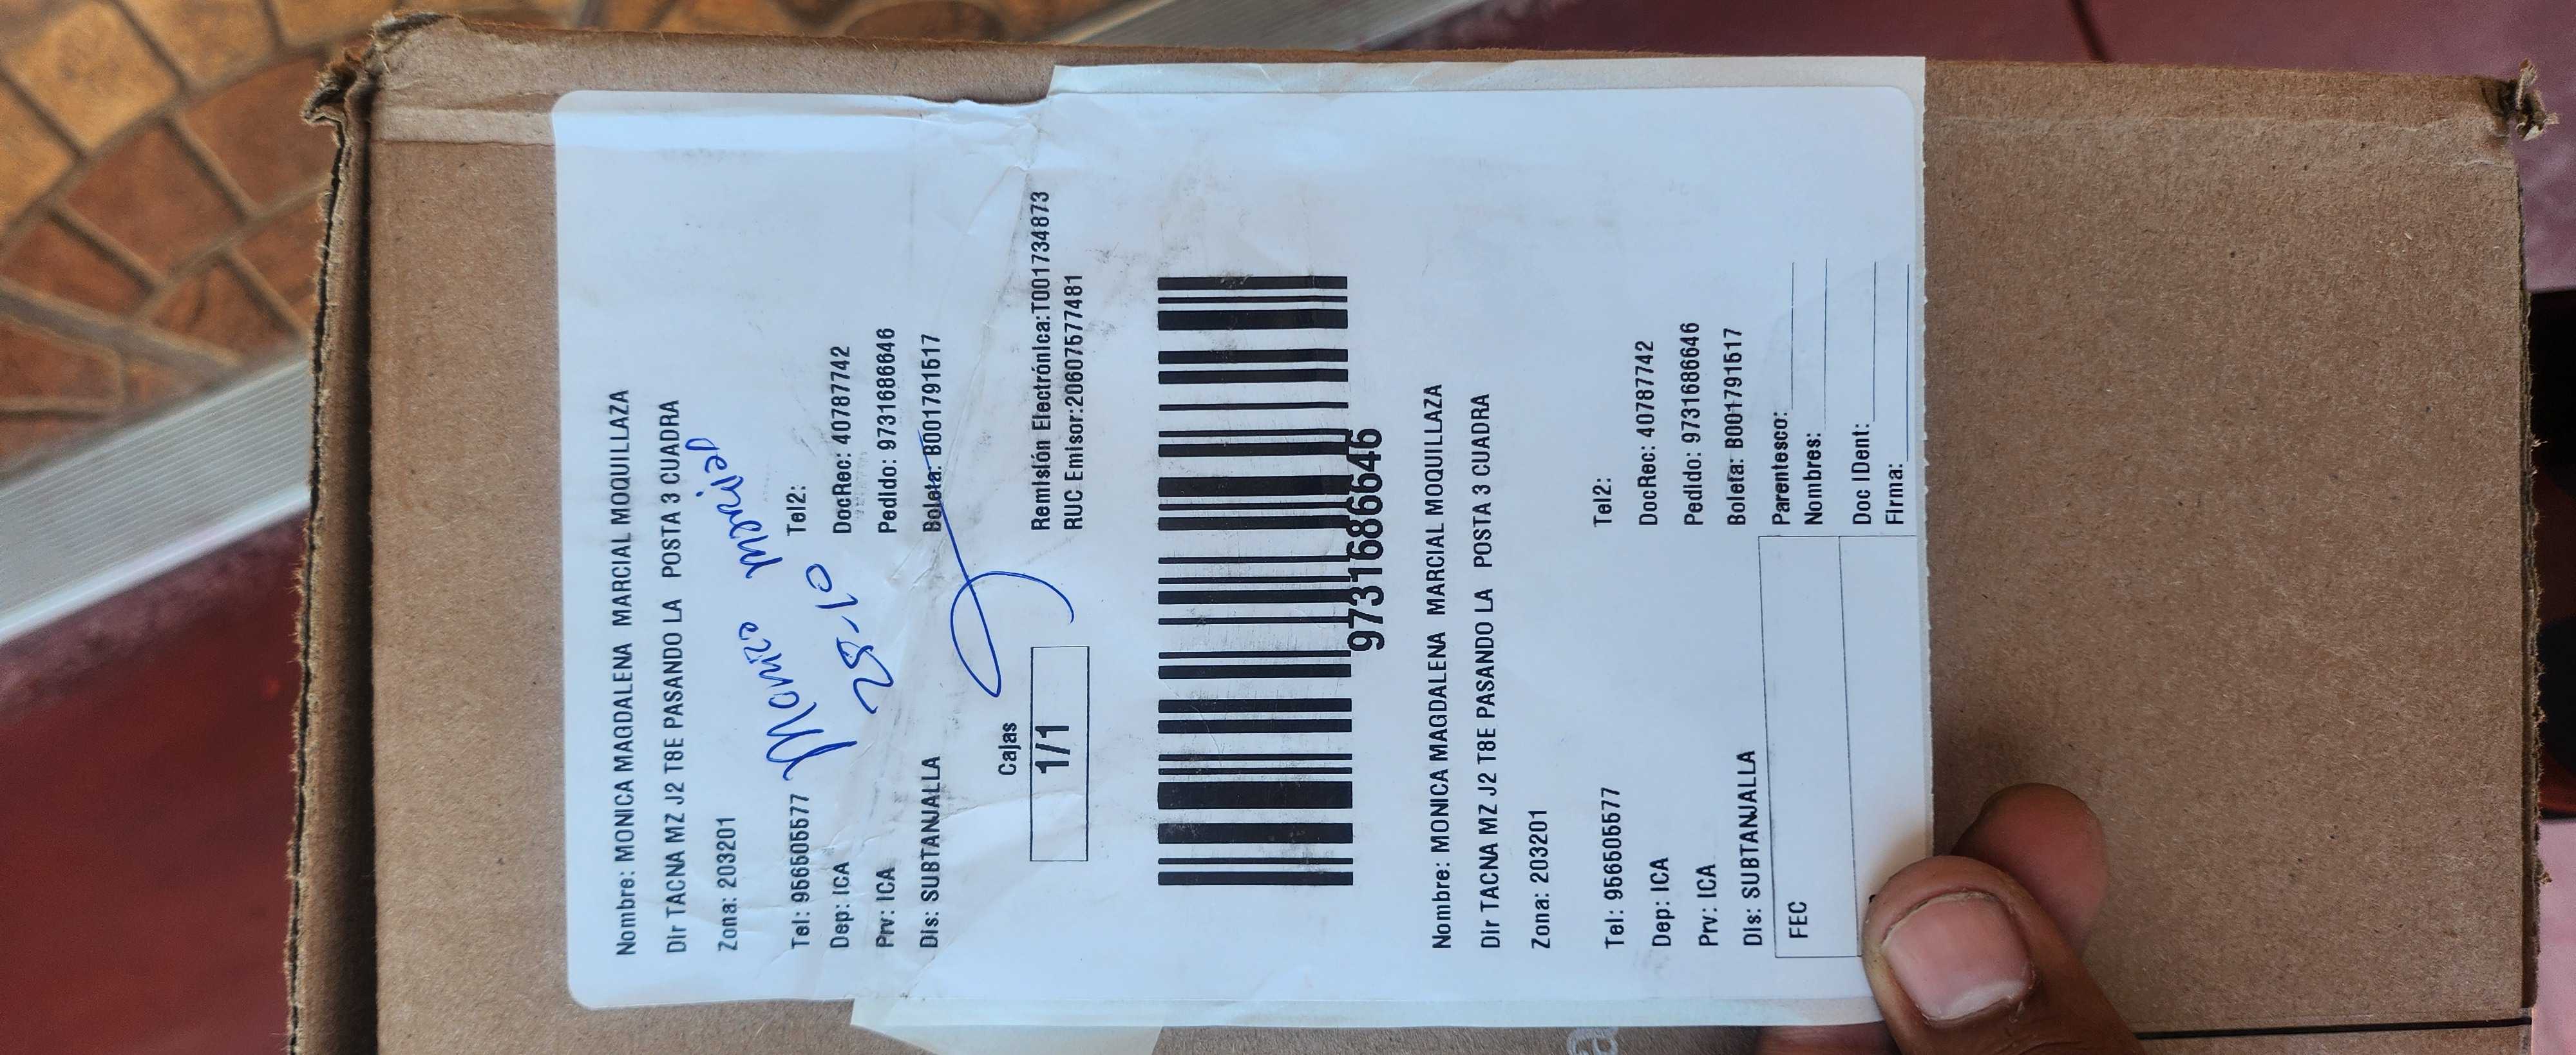 Nombre: MONICA MAGDALENA MARCIAL MOQUILLAZA
Dir TACNA MZ J2 T8E PASANDO LA POSTA 3 CUADRA
Zona: 203201
Monica Marcial
28-10
Tel: 956505577 Tel2:
Dep: ICA DocRec: 40787742
Prv: ICA Pedido: 97316866646
Dis: SUBTANJALLA Boleta: B001791517
Cajas
1/1
Remisión Electrónica:T001734873
RUC Emisor:20607577481
97316866646
Nombre: MONICA MAGDALENA MARCIAL MOQUILLAZA
Dir TACNA MZ J2 T8E PASANDO LA POSTA 3 CUADRA
Zona: 203201
Tel: 956505577 Tel2:
Dep: ICA DocRec: 40787742
Prv: ICA Pedido: 97316866646
Dis: SUBTANJALLA Boleta: B001791517
FEC
Parentesco:
Nombres:
Doc IDent:
Firma: